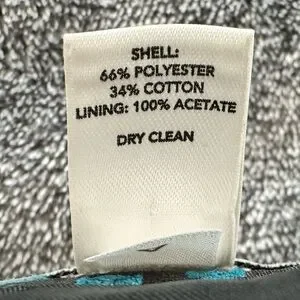 SHELL:
66% POLYESTER
34% COTTON
LINING: 100% ACETATE
DRY CLEAN